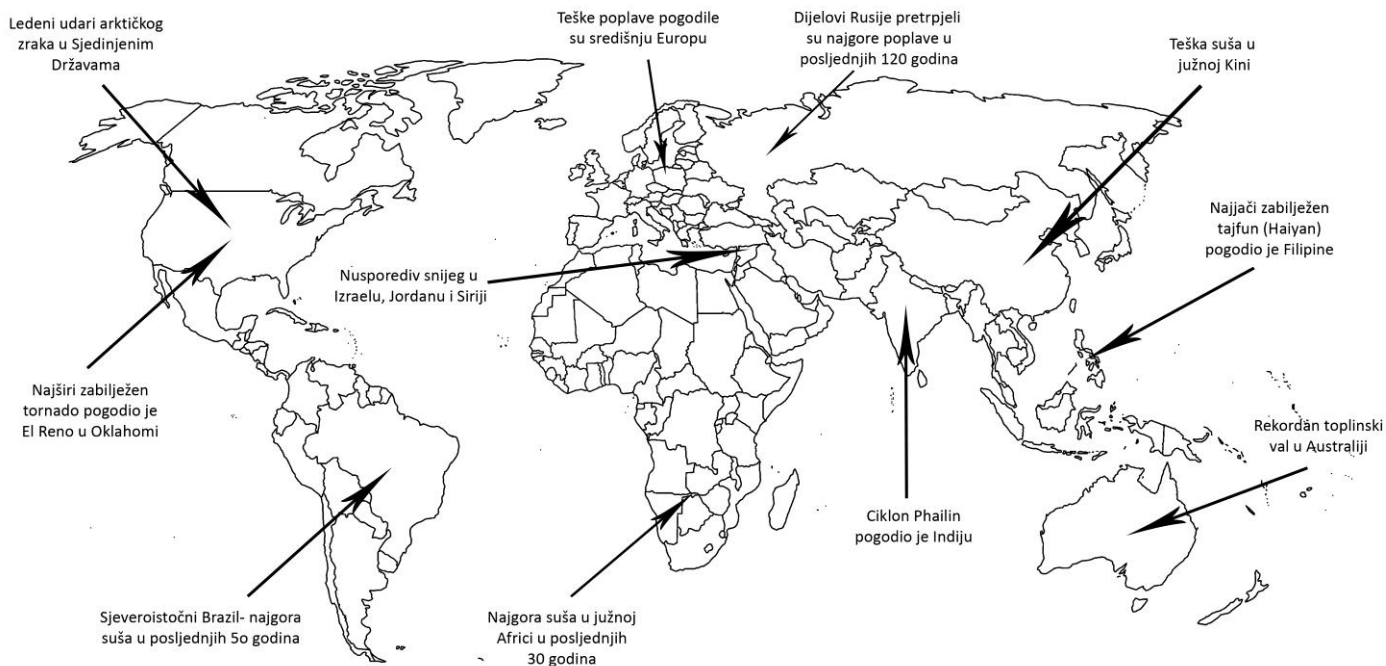 Ledeni udari arktičkog
zraka u Sjedinjenim
Državama
Teške poplave pogodile
su središnju Europu
Dijelovi Rusije pretrpjeli
su najgore poplave u
posljednjih 120 godina
Teška suša u
južnoj Kini
Najjači zabilježen
tajfun (Haiyan)
pogodio je Filipine
Nusporediv snijeg u
Izraelu, Jordanu i Siriji
Najširi zabilježen
tornado pogodio je
El Reno u Oklahomi
Rekordan toplinski
val u Australiji
Ciklon Phailin
pogodio je Indiju
Sjeveroistočni Brazil- najgora
suša u posljednjih 5o godina
Najgora suša u južnoj
Africi u posljednjih
30 godina